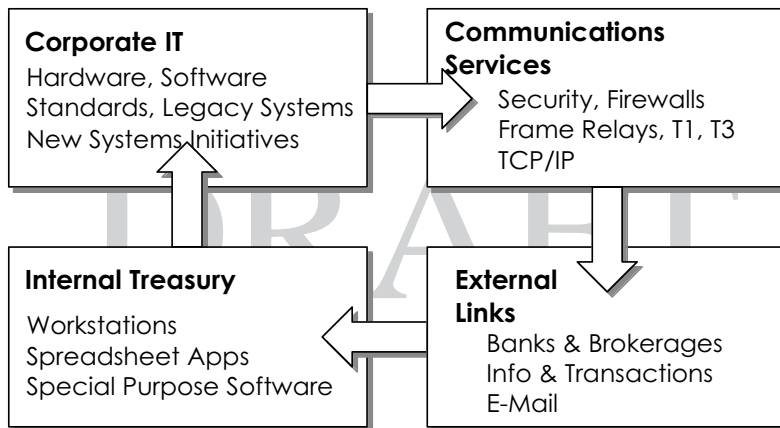 Corporate IT
Hardware, Software
Standards, Legacy Systems
New Systems Initiatives
Communications
Services
Security, Firewalls
Frame Relays, T1, T3
TCP/IP
DRAFT
Internal Treasury
Workstations
Spreadsheet Apps
Special Purpose Software
External
Links
Banks & Brokerages
Info & Transactions
E-Mail